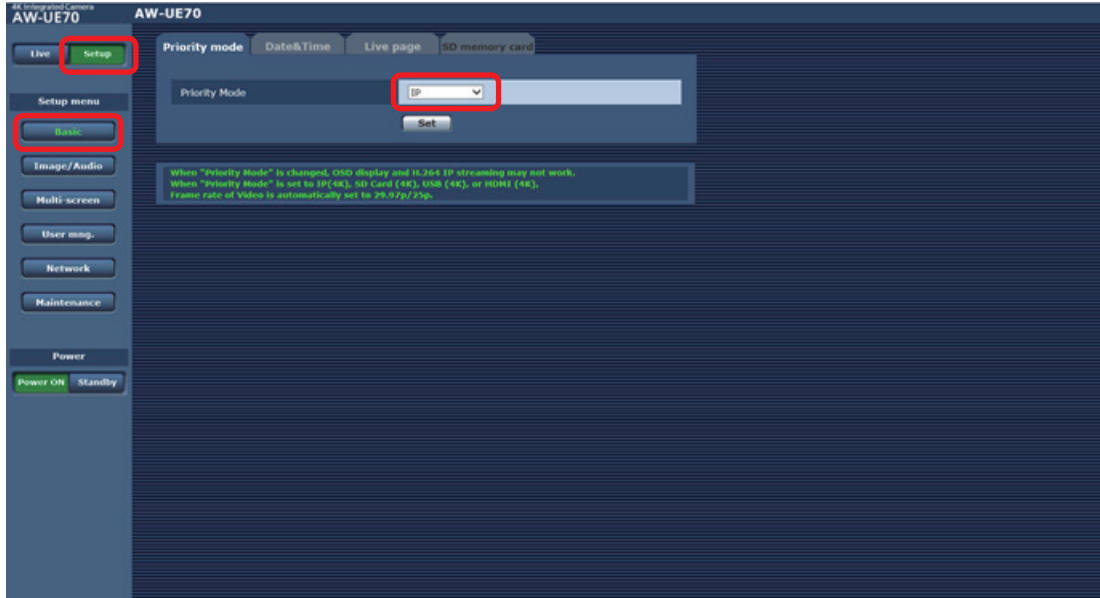 4K Integrated Camera
AW-UE70
AW-UE70
Live Setup
Priority mode Date&Time Live page SD memory card
Priority Mode IP
Set
Setup menu
Basic
Image/Audio
Multi-screen
User mng.
Network
Maintenance
Power
Power ON Standby
When "Priority Mode" is changed, OSD display and H.264 IP streaming may not work.
When "Priority Mode" is set to IP(4K), SD Card (4K), USB (4K), or HDMI (4K),
Frame rate of Video is automatically set to 29.97p/25p.